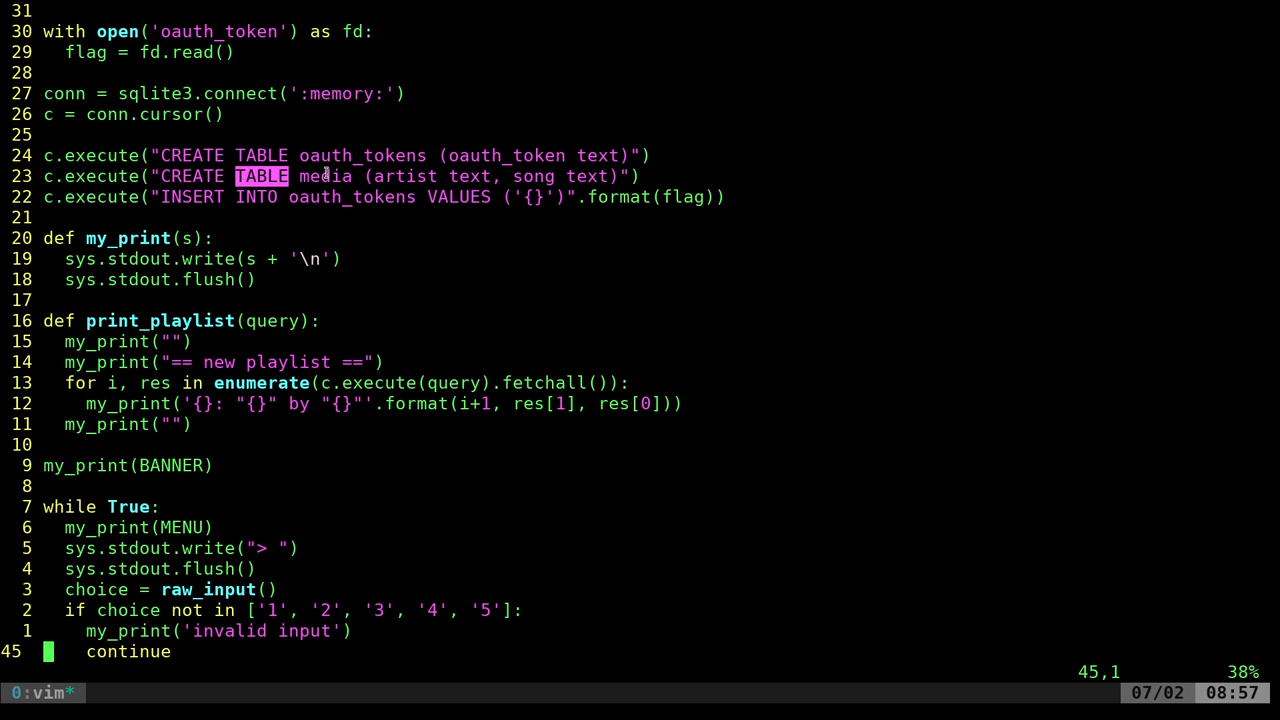 31
30 with open('oauth_token') as fd:
29   flag = fd.read()
28
27 conn = sqlite3.connect(':memory:')
26 c = conn.cursor()
25
24 c.execute("CREATE TABLE oauth_tokens (oauth_token text)")
23 c.execute("CREATE TABLE media (artist text, song text)")
22 c.execute("INSERT INTO oauth_tokens VALUES ('{}')".format(flag))
21
20 def my_print(s):
19   sys.stdout.write(s + '\n')
18   sys.stdout.flush()
17
16 def print_playlist(query):
15   my_print("")
14   my_print("== new playlist ==")
13   for i, res in enumerate(c.execute(query).fetchall()):
12     my_print('{}: "{}" by "{}"'.format(i+1, res[1], res[0]))
11   my_print("")
10
9 my_print(BANNER)
8
7 while True:
6   my_print(MENU)
5   sys.stdout.write("> ")
4   sys.stdout.flush()
3   choice = raw_input()
2   if choice not in ['1', '2', '3', '4', '5']:
1     my_print('invalid input')
45     continue
45,1 38%
0:vim* 07/02 08:57